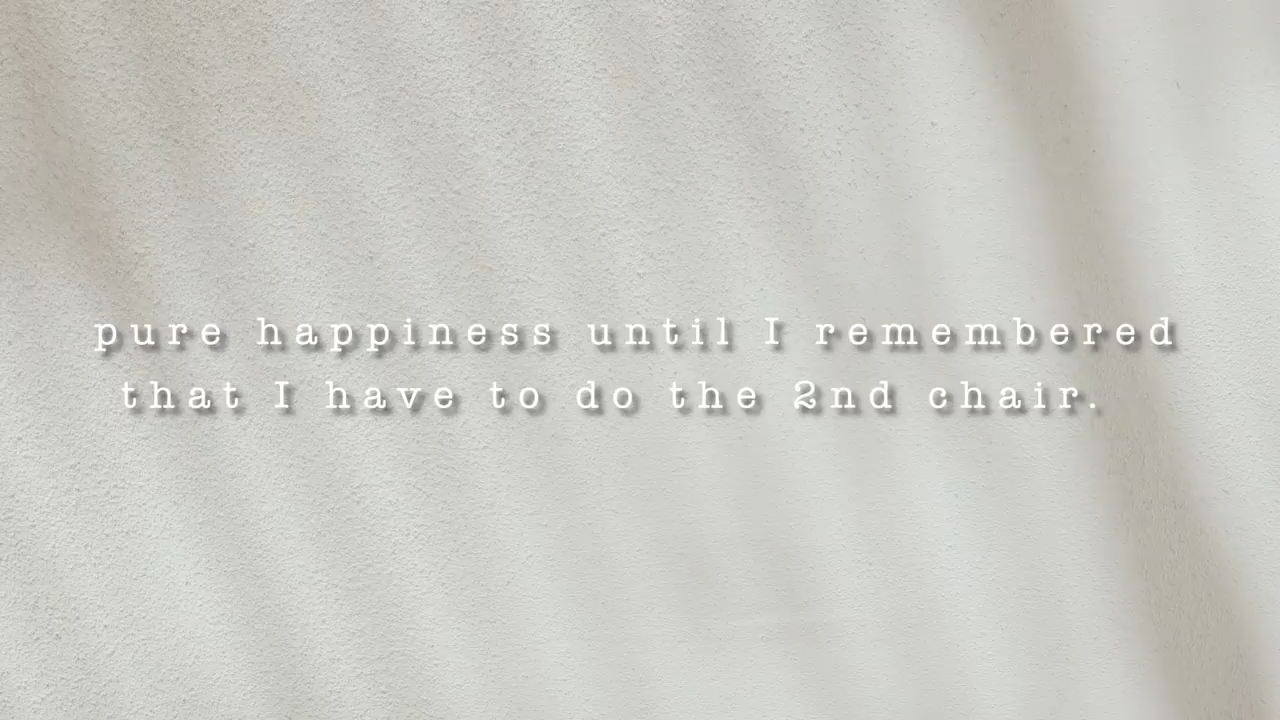 pure happiness until I remembered
that I have to do the 2nd chair.